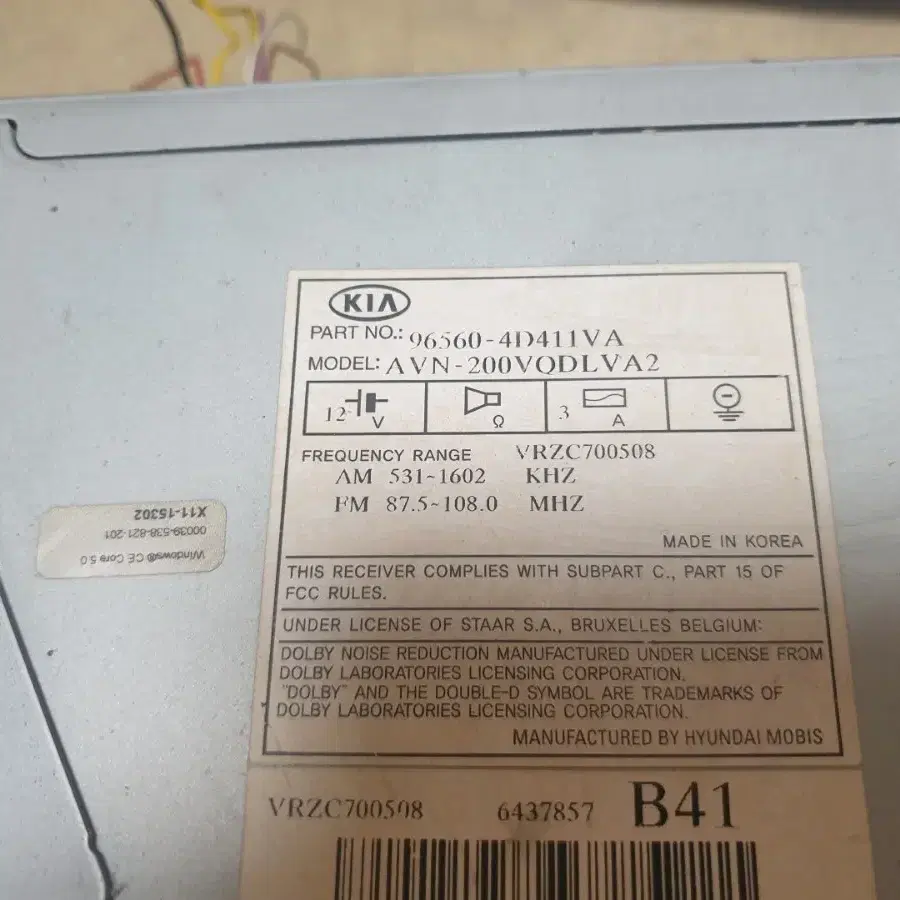 KIA
PART NO.: 96560-4D411VA
MODEL: AVN-200VQDLVA2
12 V Ω 3 A
FREQUENCY RANGE VRZC700508
AM 531~1602 KHZ
FM 87.5~108.0 MHZ
MADE IN KOREA
THIS RECEIVER COMPLIES WITH SUBPART C., PART 15 OF
FCC RULES.
UNDER LICENSE OF STAAR S.A., BRUXELLES BELGIUM:
DOLBY NOISE REDUCTION MANUFACTURED UNDER LICENSE FROM
DOLBY LABORATORIES LICENSING CORPORATION.
"DOLBY" AND THE DOUBLE-D SYMBOL ARE TRADEMARKS OF
DOLBY LABORATORIES LICENSING CORPORATION.
MANUFACTURED BY HYUNDAI MOBIS
VRZC700508 6437857 B41
Windows® CE Core 5.0
00039-538-821-201
X11-15302